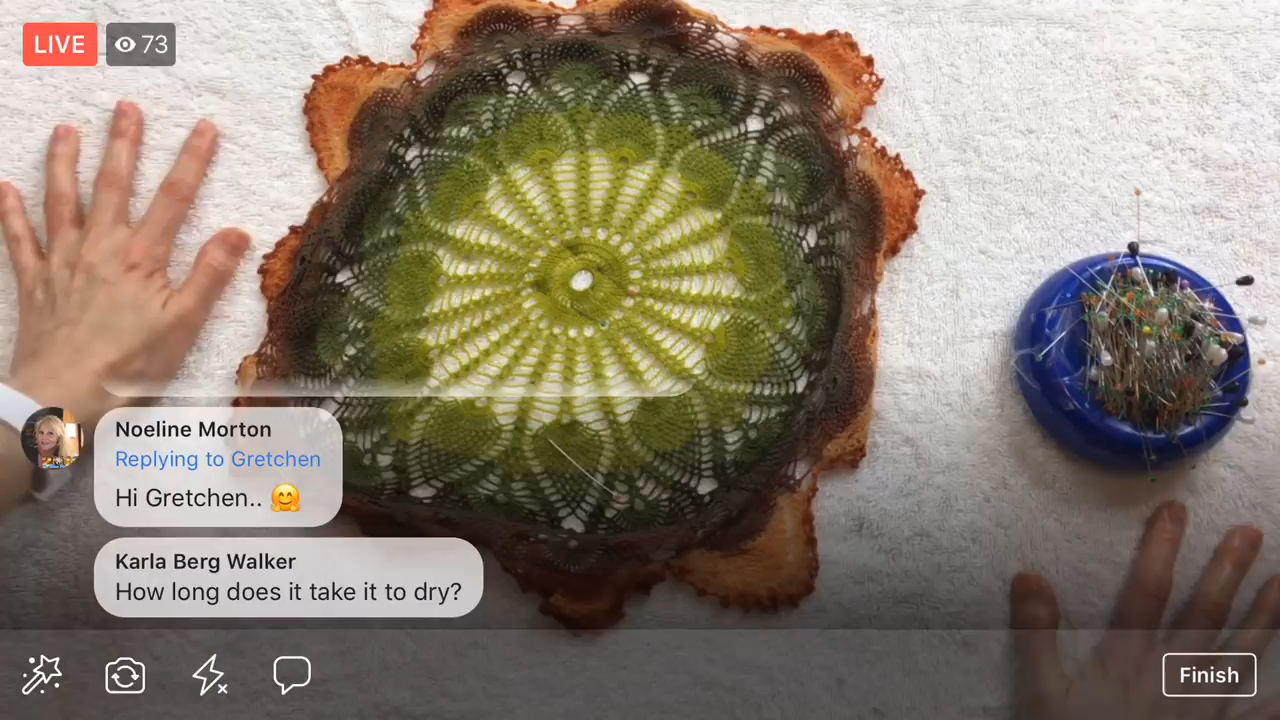 LIVE 73
Noeline Morton
Replying to Gretchen
Hi Gretchen.. 🤗
Karla Berg Walker
How long does it take it to dry?
Finish